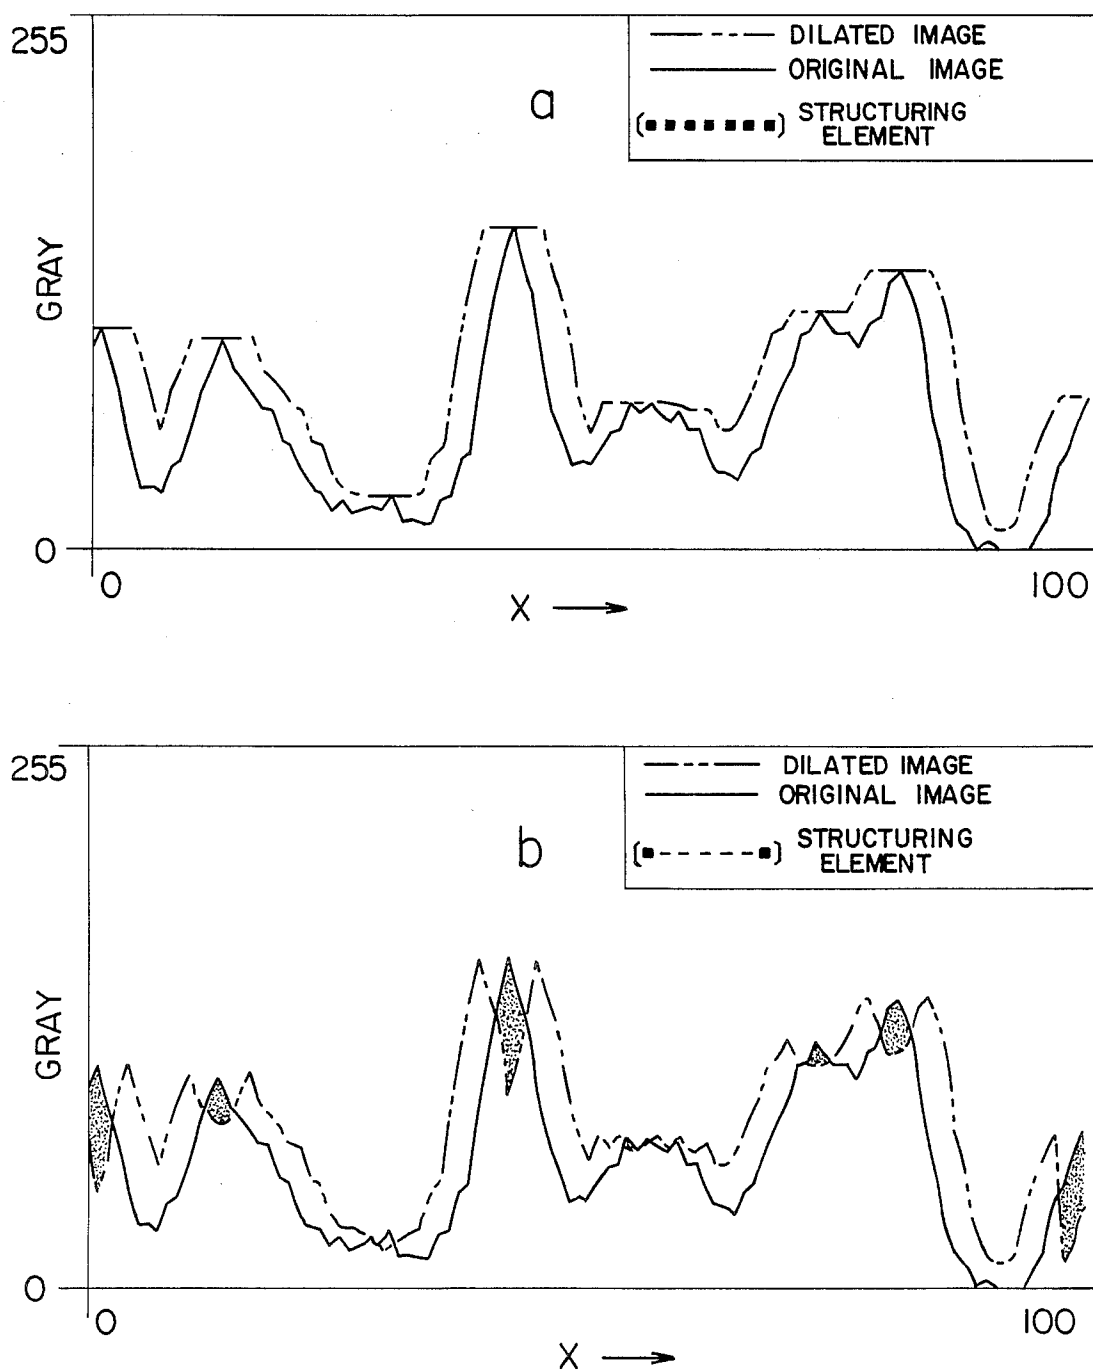 255
DILATED IMAGE
ORIGINAL IMAGE
STRUCTURING
ELEMENT
a
GRAY
0
0
100
X
255
DILATED IMAGE
ORIGINAL IMAGE
STRUCTURING
ELEMENT
b
GRAY
0
0
100
X